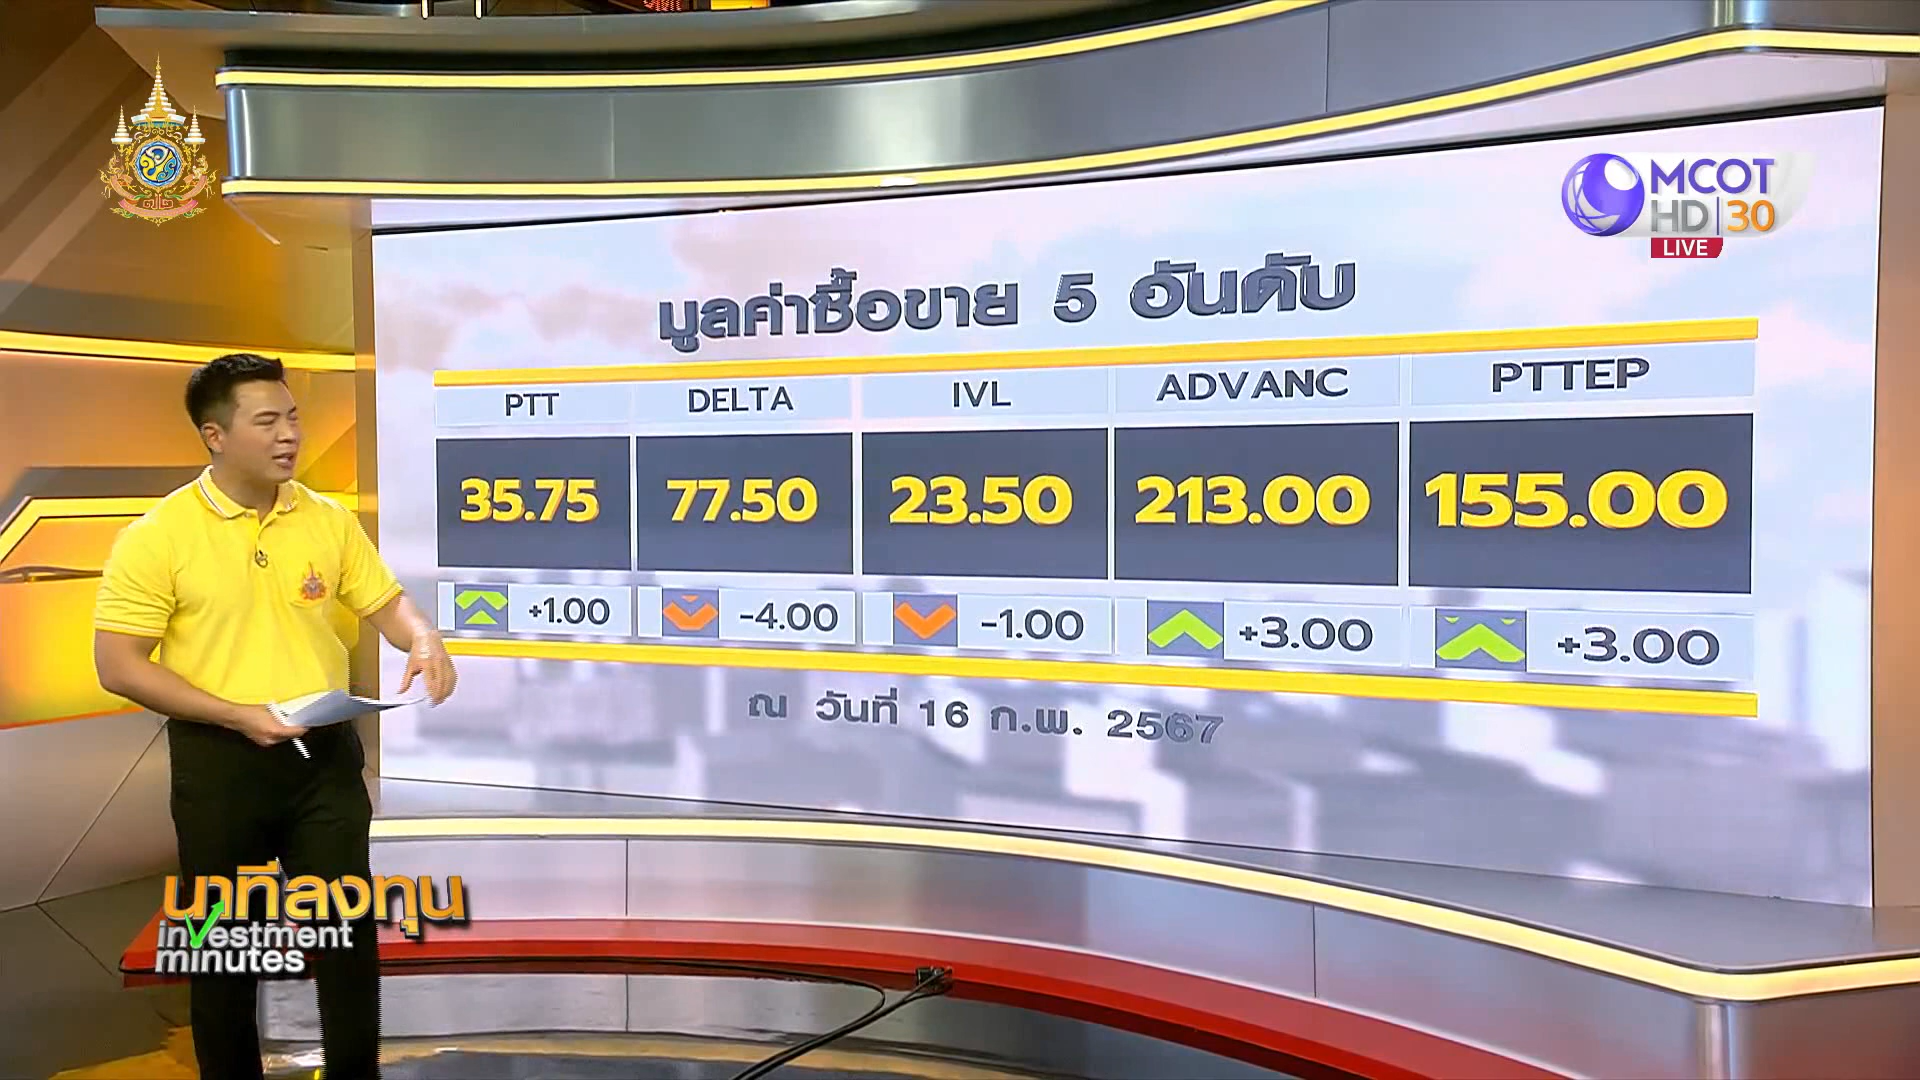 MCOT
HD 30
LIVE
มูลค่าซื้อขาย 5 อันดับ
PTT DELTA IVL ADVANC PTTEP
35.75 77.50 23.50 213.00 155.00
+1.00 -4.00 -1.00 +3.00 +3.00
ณ วันที่ 16 ก.พ. 2567
นาทีลงทุน
investment
minutes